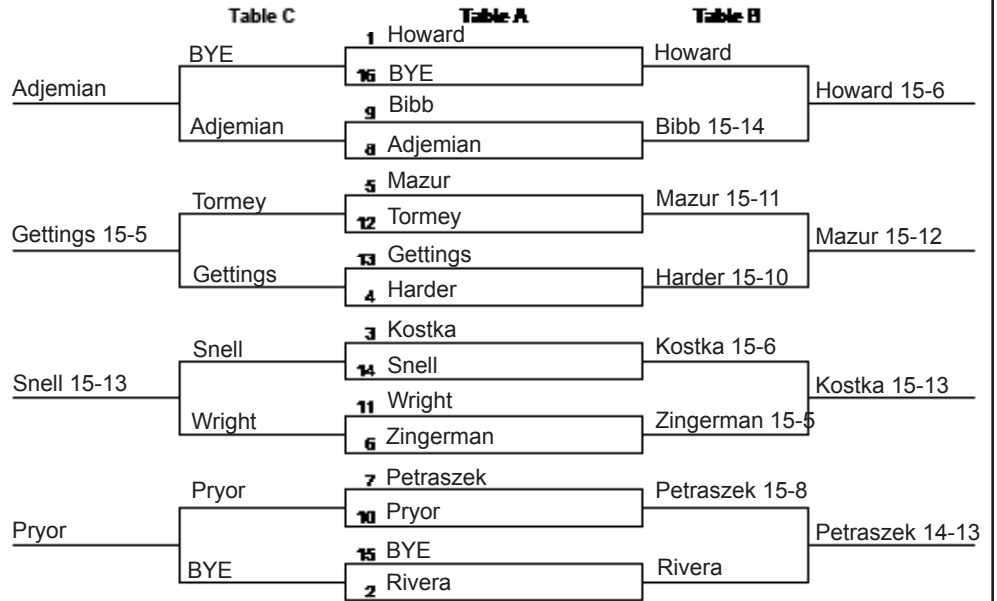 Table C Table A Table B
1 Howard
BYE Howard
16 BYE
Adjemian Howard 15-6
9 Bibb
Adjemian Bibb 15-14
8 Adjemian
5 Mazur
Tormey Mazur 15-11
12 Tormey
Gettings 15-5 Mazur 15-12
13 Gettings
Gettings Harder 15-10
4 Harder
3 Kostka
Snell Kostka 15-6
14 Snell
Snell 15-13 Kostka 15-13
11 Wright
Wright Zingerman 15-5
6 Zingerman
7 Petraszek
Pryor Petraszek 15-8
10 Pryor
Pryor Petraszek 14-13
15 BYE
BYE Rivera
2 Rivera